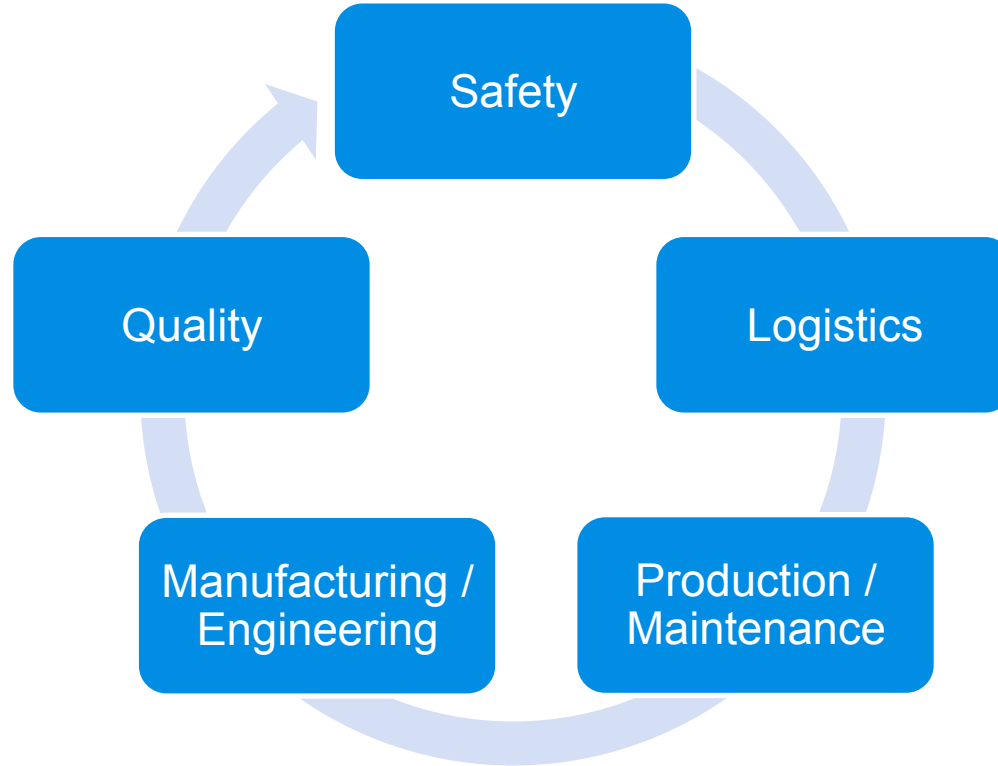 Safety
Logistics
Production /
Maintenance
Manufacturing /
Engineering
Quality